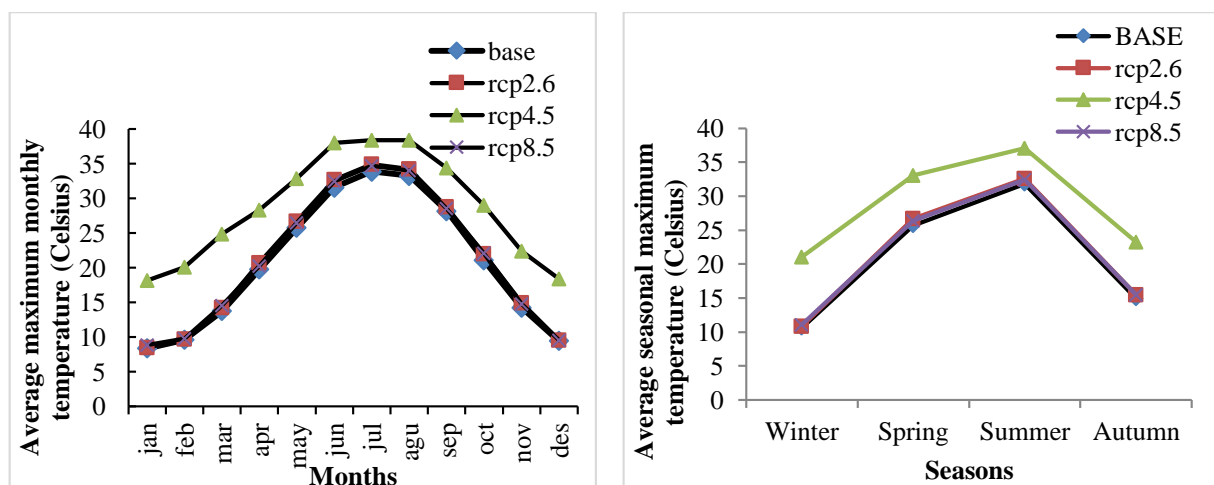 base
rcp2.6
rcp4.5
rcp8.5
Average maximum monthly
temperature (Celsius)
40
35
30
25
20
15
10
5
0
jan
feb
mar
apr
may
jun
jul
agu
sep
oct
nov
des
Months
BASE
rcp2.6
rcp4.5
rcp8.5
Average seasonal maximum
temperature (Celsius)
40
35
30
25
20
15
10
5
0
Winter Spring Summer Autumn
Seasons